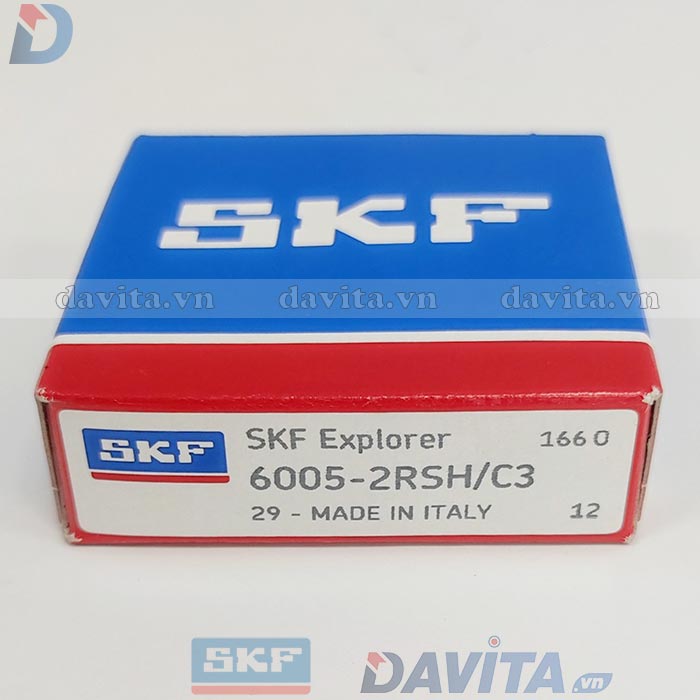 D
SKF
davita.vn davita.vn davita.vn
SKF
SKF Explorer 166 O
6005-2RSH/C3
29 - MADE IN ITALY 12
SKF
DAVITA.vn